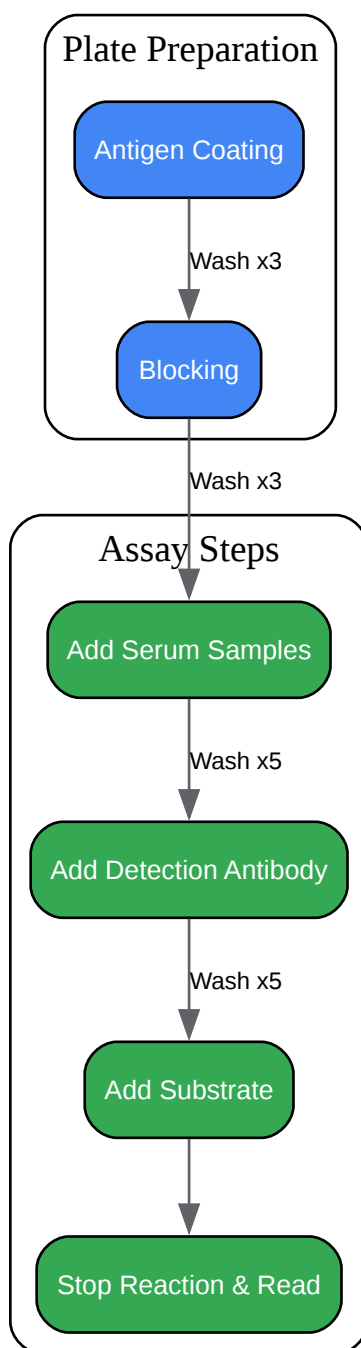 Plate Preparation
Antigen Coating
Wash x3
Blocking
Wash x3
Assay Steps
Add Serum Samples
Wash x5
Add Detection Antibody
Wash x5
Add Substrate
Stop Reaction & Read